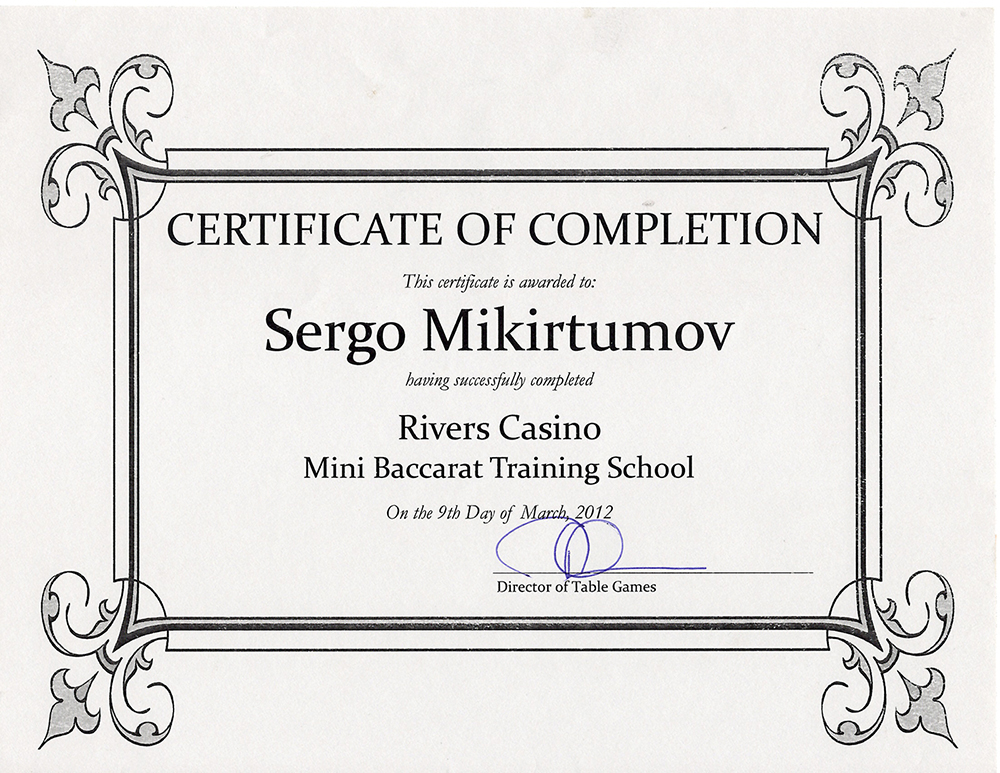 CERTIFICATE OF COMPLETION
This certificate is awarded to:
Sergo Mikirtumov
having successfully completed
Rivers Casino
Mini Baccarat Training School
On the 9th Day of March, 2012
Director of Table Games